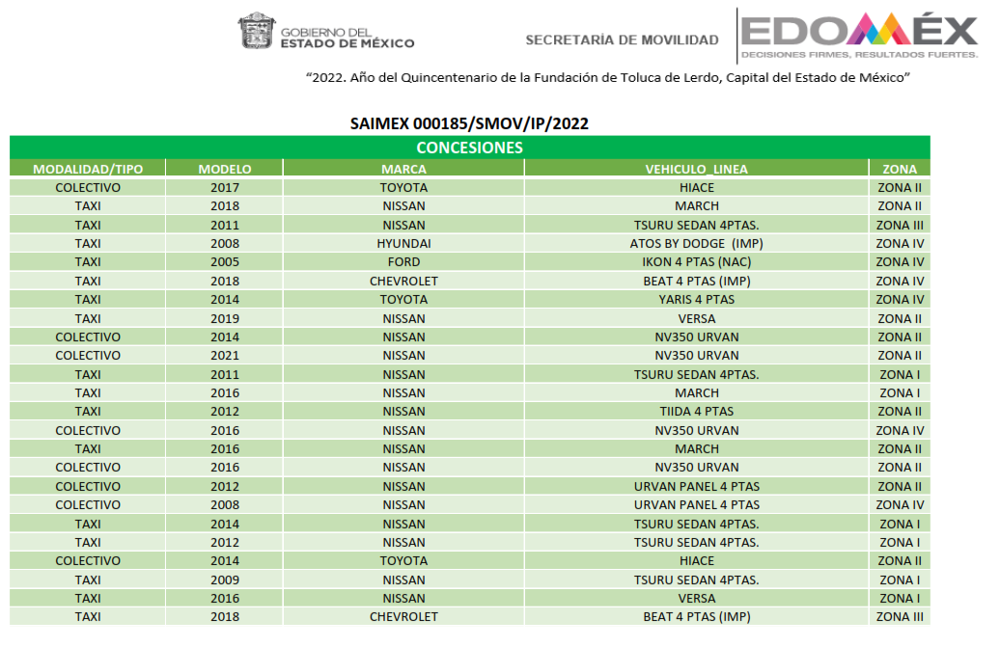 GOBIERNO DEL
ESTADO DE MÉXICO
SECRETARÍA DE MOVILIDAD
EDOMÉX
DECISIONES FIRMES, RESULTADOS FUERTES.
“2022. Año del Quincentenario de la Fundación de Toluca de Lerdo, Capital del Estado de México”
SAIMEX 000185/SMOV/IP/2022
CONCESIONES
MODALIDAD/TIPO MODELO MARCA VEHICULO_LINEA ZONA
COLECTIVO 2017 TOYOTA HIACE ZONA II
TAXI 2018 NISSAN MARCH ZONA II
TAXI 2011 NISSAN TSURU SEDAN 4PTAS. ZONA III
TAXI 2008 HYUNDAI ATOS BY DODGE (IMP) ZONA IV
TAXI 2005 FORD IKON 4 PTAS (NAC) ZONA IV
TAXI 2018 CHEVROLET BEAT 4 PTAS (IMP) ZONA IV
TAXI 2014 TOYOTA YARIS 4 PTAS ZONA IV
TAXI 2019 NISSAN VERSA ZONA II
COLECTIVO 2014 NISSAN NV350 URVAN ZONA II
COLECTIVO 2021 NISSAN NV350 URVAN ZONA II
TAXI 2011 NISSAN TSURU SEDAN 4PTAS. ZONA I
TAXI 2016 NISSAN MARCH ZONA I
TAXI 2012 NISSAN TIIDA 4 PTAS ZONA II
COLECTIVO 2016 NISSAN NV350 URVAN ZONA IV
TAXI 2016 NISSAN MARCH ZONA II
COLECTIVO 2016 NISSAN NV350 URVAN ZONA II
COLECTIVO 2012 NISSAN URVAN PANEL 4 PTAS ZONA II
COLECTIVO 2008 NISSAN URVAN PANEL 4 PTAS ZONA IV
TAXI 2014 NISSAN TSURU SEDAN 4PTAS. ZONA I
TAXI 2012 NISSAN TSURU SEDAN 4PTAS. ZONA I
COLECTIVO 2014 TOYOTA HIACE ZONA II
TAXI 2009 NISSAN TSURU SEDAN 4PTAS. ZONA I
TAXI 2016 NISSAN VERSA ZONA I
TAXI 2018 CHEVROLET BEAT 4 PTAS (IMP) ZONA III